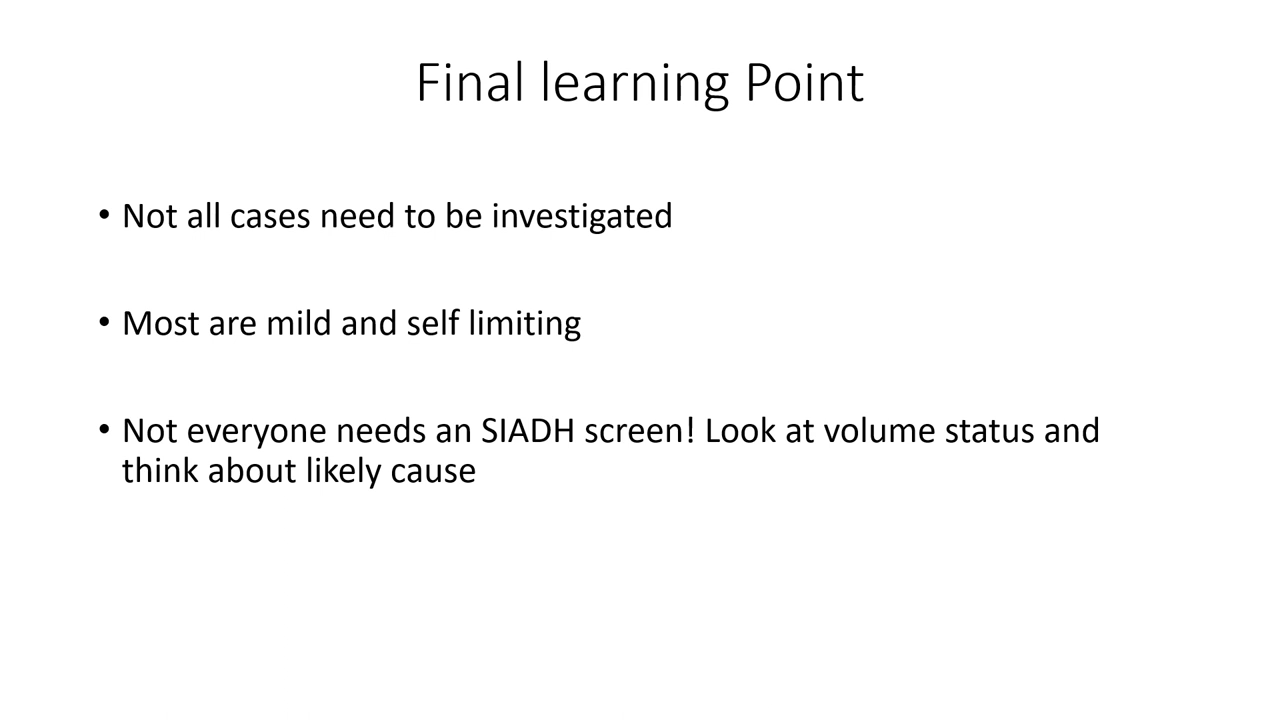 Final learning Point
• Not all cases need to be investigated
• Most are mild and self limiting
• Not everyone needs an SIADH screen! Look at volume status and
think about likely cause